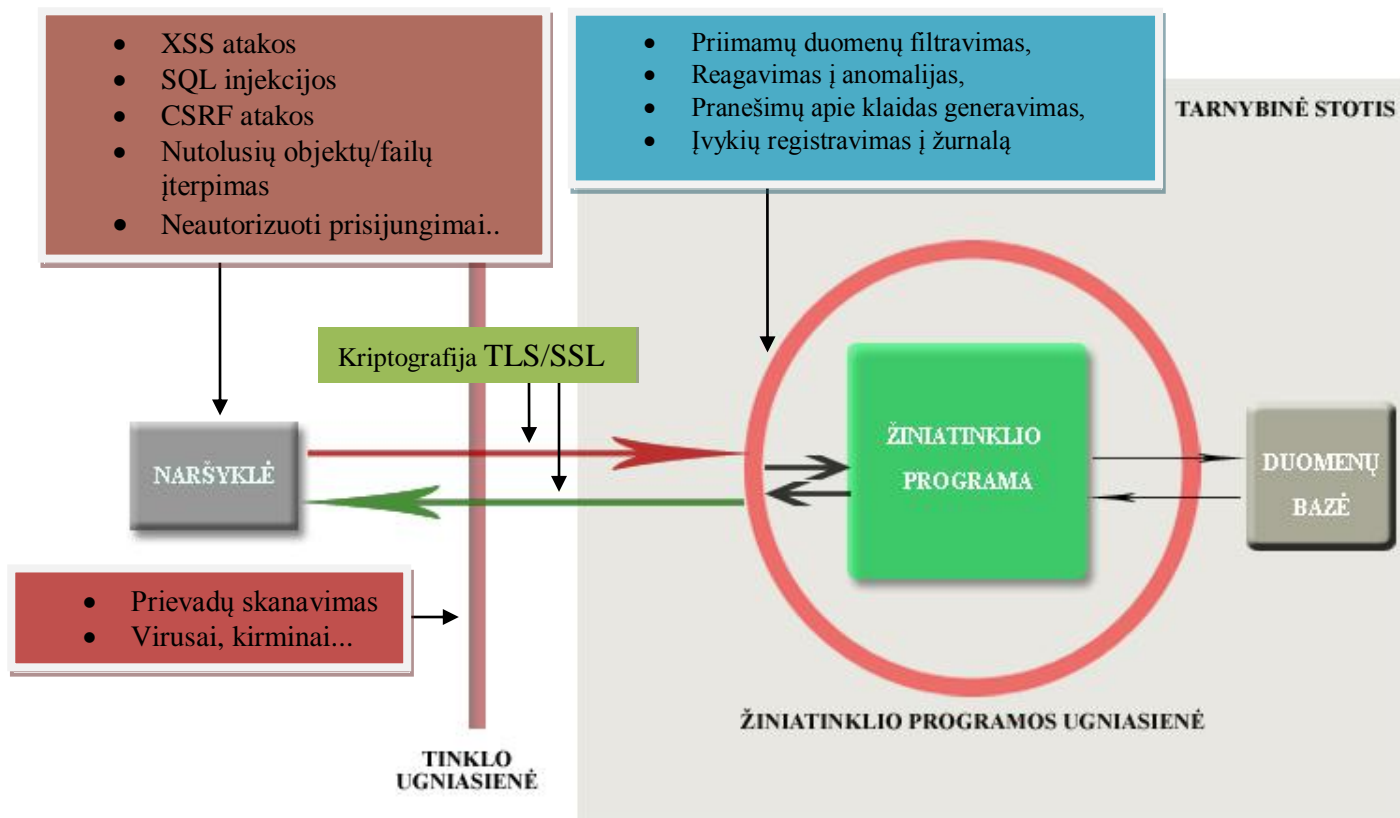 XSS atakos
SQL injekcijos
CSRF atakos
Nutolusių objektų/failų
įterpimas
Neautorizuoti prisijungimai..
Priimamų duomenų filtravimas,
Reagavimas į anomalijas,
Pranešimų apie klaidas generavimas,
Įvykių registravimas į žurnalą
TARNYBINĖ STOTIS
Kriptografija TLS/SSL
NARŠYKLĖ
ŽINIATINKLIO
PROGRAMA
DUOMENŲ
BAZĖ
Prievadų skanavimas
Virusai, kirminai...
ŽINIATINKLIO PROGRAMOS UGNIASIENĖ
TINKLO
UGNIASIENĖ